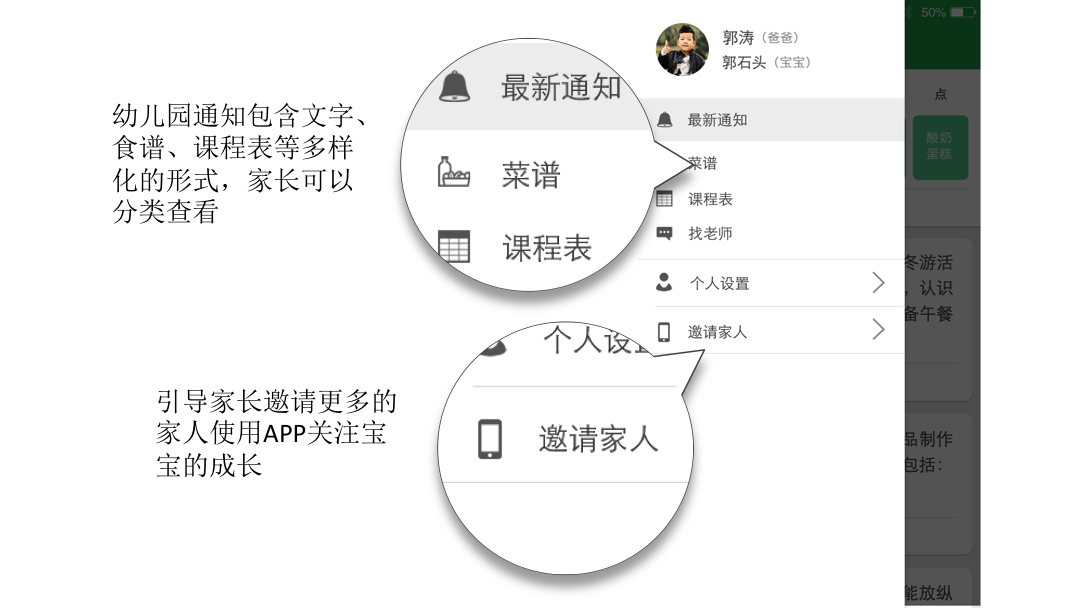 幼儿园通知包含文字、
食谱、课程表等多样
化的形式，家长可以
分类查看
最新通知
菜谱
课程表
引导家长邀请更多的
家人使用APP关注宝
宝的成长
邀请家人
郭涛（爸爸）
郭石头（宝宝）
最新通知
菜谱
课程表
找老师
个人设置
邀请家人
50%
点
酸奶
蛋糕
冬游活
，认识
备午餐
品制作
包括：
能放纵